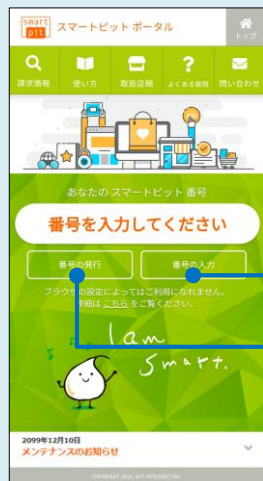 smart
pit
スマートピット ポータル
トップ
請求情報
使い方
取扱店舗
よくある質問
問い合わせ
あなたの スマートピット 番号
番号を入力してください
番号の発行
番号の入力
ブラウザの設定によってはご利用になれません。
詳細は こちら をご覧ください。
I am
Smart.
2099年12月10日
メンテナンスのお知らせ